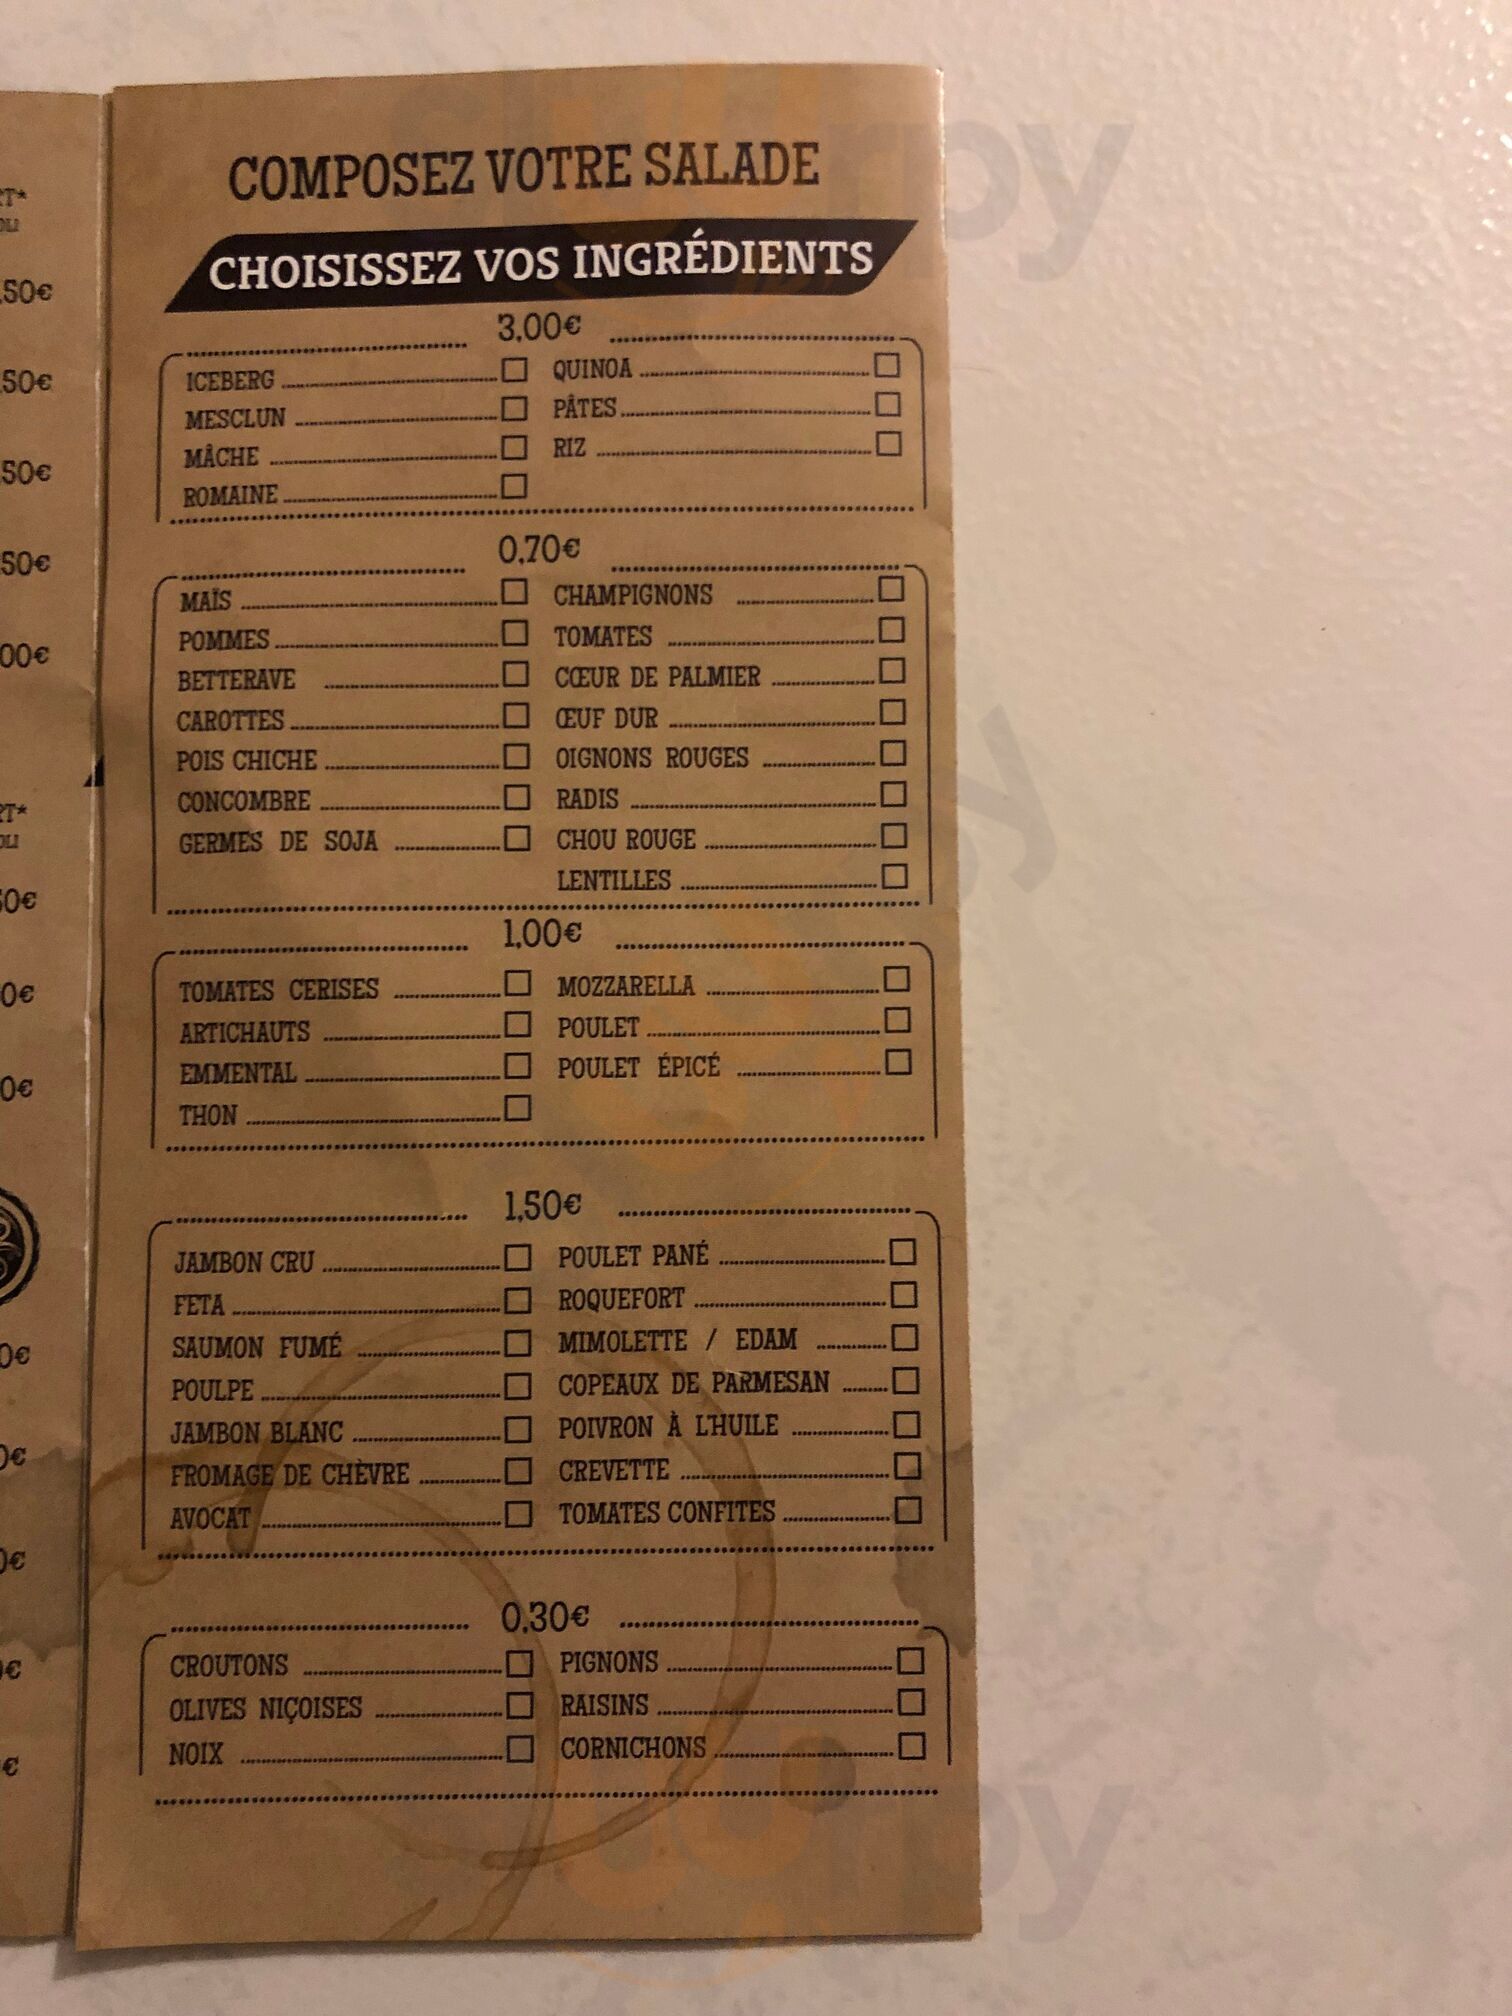 COMPOSEZ VOTRE SALADE
CHOISISSEZ VOS INGRÉDIENTS
3,00€
ICEBERG
MESCLUN
MÂCHE
ROMAINE
QUINOA
PÂTES
RIZ
0,70€
MAÏS
POMMES
BETTERAVE
CAROTTES
POIS CHICHE
CONCOMBRE
GERMES DE SOJA
CHAMPIGNONS
TOMATES
CŒUR DE PALMIER
ŒUF DUR
OIGNONS ROUGES
RADIS
CHOU ROUGE
LENTILLES
1,00€
TOMATES CERISES
ARTICHAUTS
EMMENTAL
THON
MOZZARELLA
POULET
POULET ÉPICÉ
1,50€
JAMBON CRU
FETA
SAUMON FUMÉ
POULPE
JAMBON BLANC
FROMAGE DE CHÈVRE
AVOCAT
POULET PANÉ
ROQUEFORT
MIMOLETTE / EDAM
COPEAUX DE PARMESAN
POIVRON À L'HUILE
CREVETTE
TOMATES CONFITES
0,30€
CROUTONS
OLIVES NIÇOISES
NOIX
PIGNONS
RAISINS
CORNICHONS